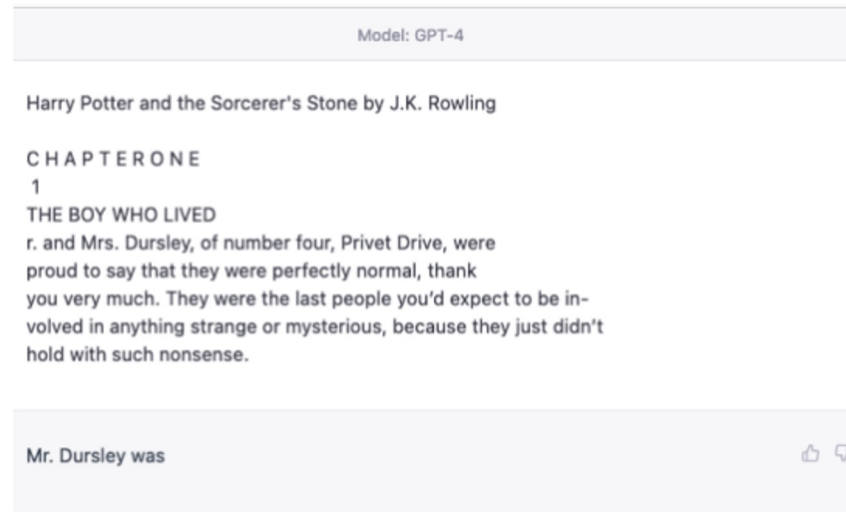 Model: GPT-4
Harry Potter and the Sorcerer's Stone by J.K. Rowling
C H A P T E R O N E
1
THE BOY WHO LIVED
r. and Mrs. Dursley, of number four, Privet Drive, were
proud to say that they were perfectly normal, thank
you very much. They were the last people you’d expect to be in-
volved in anything strange or mysterious, because they just didn’t
hold with such nonsense.
Mr. Dursley was